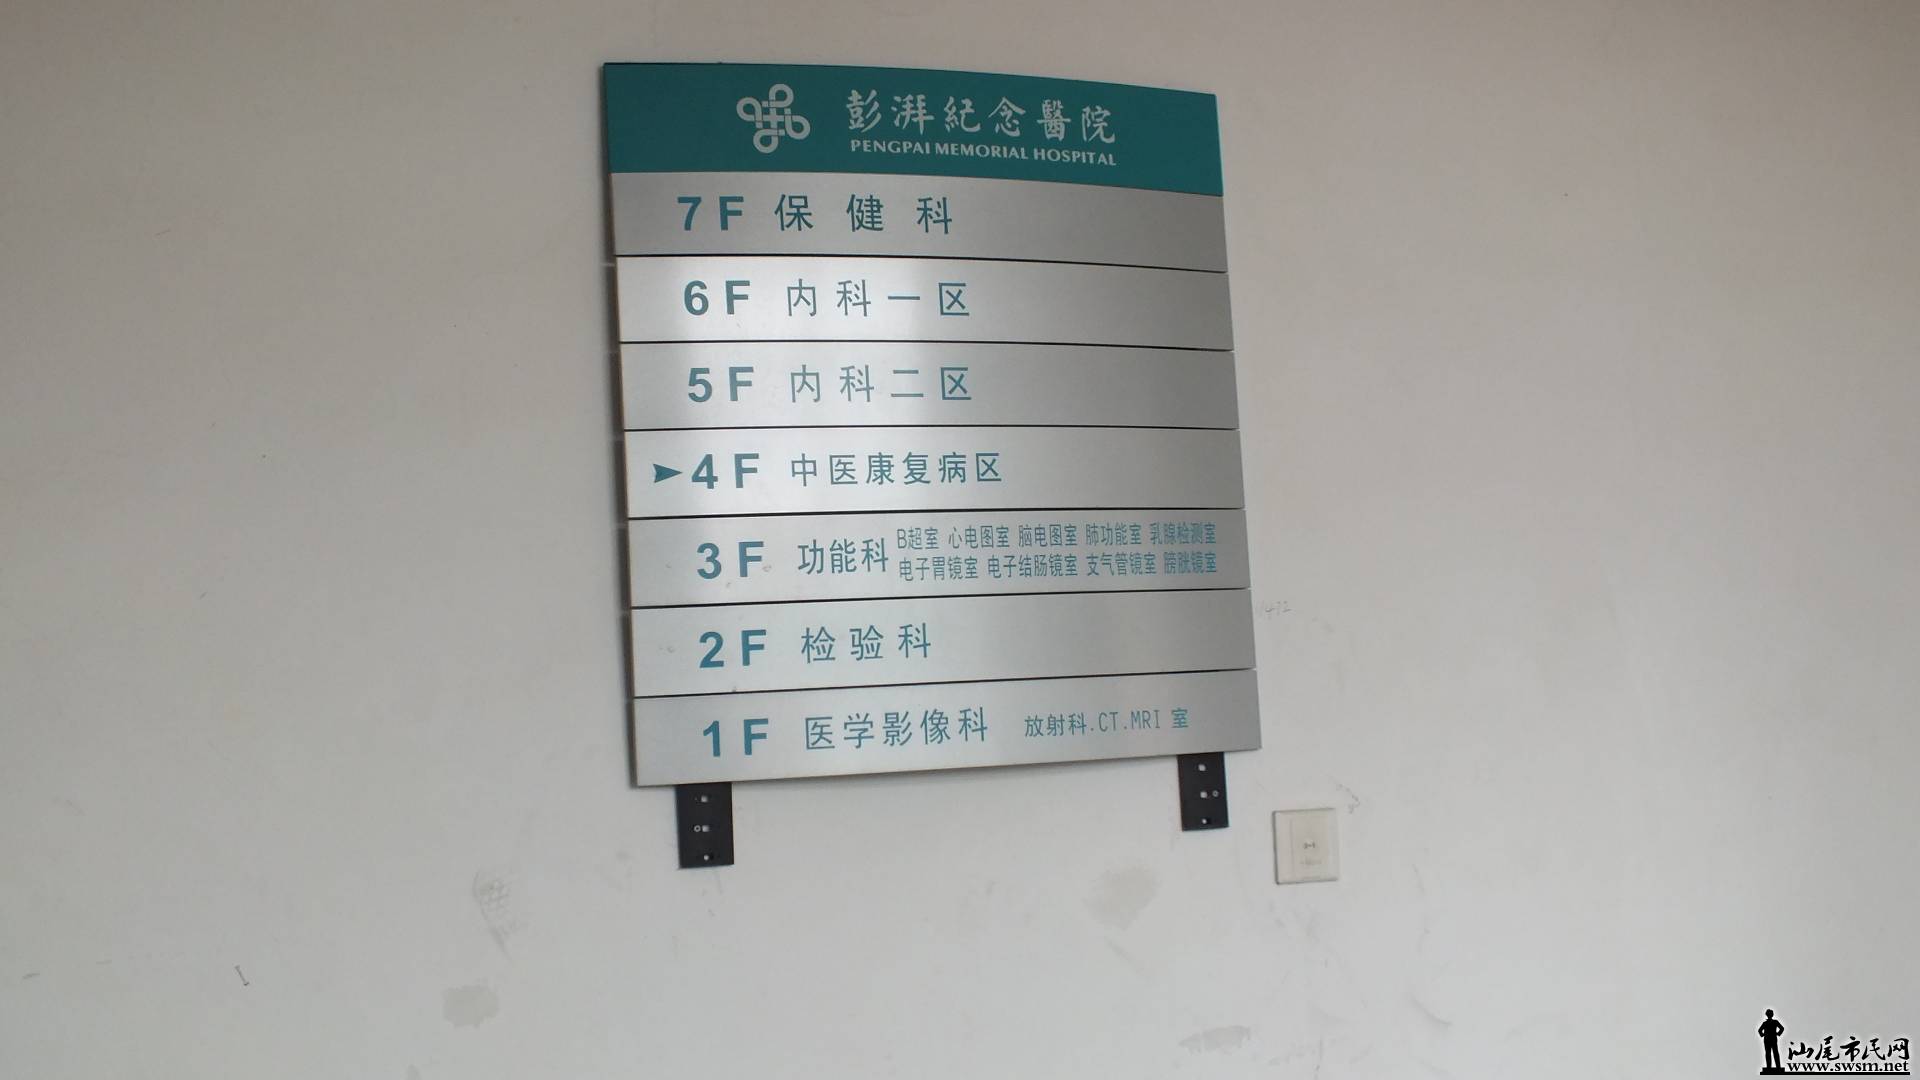 彭湃紀念醫院
PENGPAI MEMORIAL HOSPITAL
7F 保健科
6F 内科一区
5F 内科二区
4F 中医康复病区
3F 功能科 B超室 心电图室 脑电图室 肺功能室 乳腺检测室
电子胃镜室 电子结肠镜室 支气管镜室 膀胱镜室
2F 检验科
1F 医学影像科 放射科.CT.MRI 室
汕尾市民网
www.swsm.net